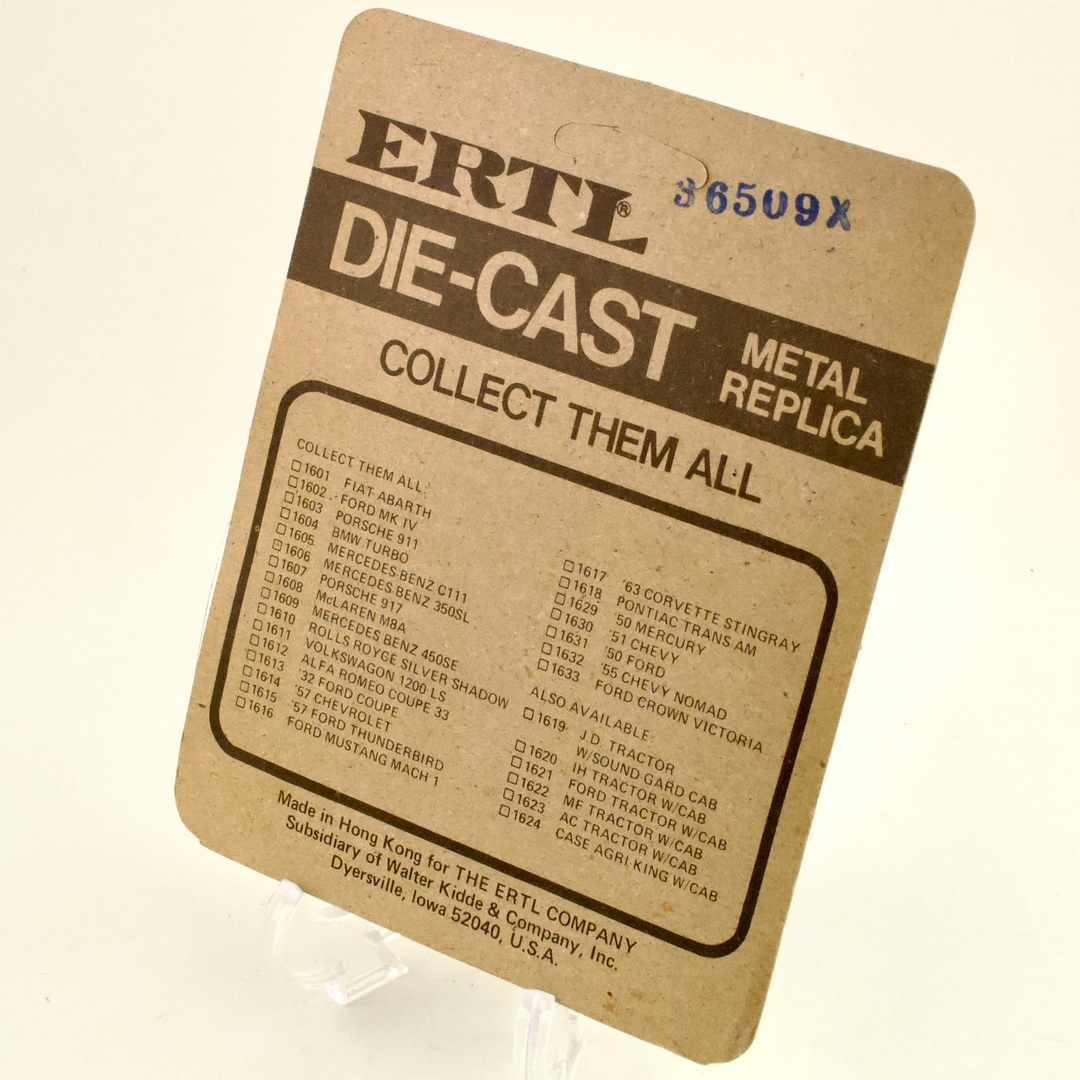 ERTL®
36509X
DIE-CAST
METAL
REPLICA
COLLECT THEM ALL
COLLECT THEM ALL:
□ 1601 FIAT ABARTH
□ 1602 FORD MK IV
□ 1603 PORSCHE 911
□ 1604 BMW TURBO
□ 1605 MERCEDES-BENZ C111
□ 1606 MERCEDES-BENZ 350SL
□ 1607 PORSCHE 917
□ 1608 McLAREN M8A
□ 1609 MERCEDES BENZ 450SE
□ 1610 ROLLS ROYCE SILVER SHADOW
□ 1611 VOLKSWAGON 1200 LS
□ 1612 ALFA ROMEO COUPE 33
□ 1613 '32 FORD COUPE
□ 1614 '57 CHEVROLET
□ 1615 '57 FORD THUNDERBIRD
□ 1616 FORD MUSTANG MACH 1
□ 1617 '63 CORVETTE STINGRAY
□ 1618 PONTIAC TRANS AM
□ 1629 '50 MERCURY
□ 1630 '51 CHEVY
□ 1631 '50 FORD
□ 1632 '55 CHEVY NOMAD
□ 1633 FORD CROWN VICTORIA
ALSO AVAILABLE:
□ 1619 J.D. TRACTOR
W/SOUND GARD CAB
□ 1620 IH TRACTOR W/CAB
□ 1621 FORD TRACTOR W/CAB
□ 1622 MF TRACTOR W/CAB
□ 1623 AC TRACTOR W/CAB
□ 1624 CASE AGRI KING W/CAB
Made in Hong Kong for THE ERTL COMPANY
Subsidiary of Walter Kidde & Company, Inc.
Dyersville, Iowa 52040, U.S.A.